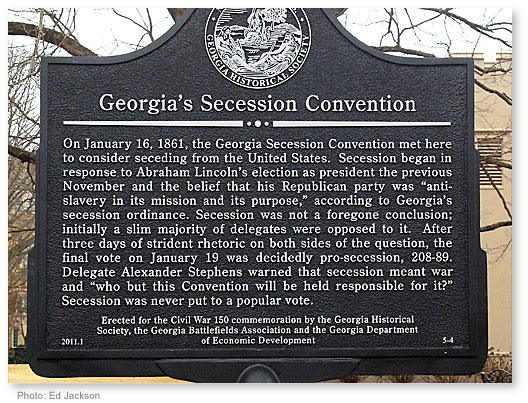 GEORGIA HISTORICAL SOCIETY
Georgia's Secession Convention
On January 16, 1861, the Georgia Secession Convention met here
to consider seceding from the United States. Secession began in
response to Abraham Lincoln's election as president the previous
November and the belief that his Republican party was “anti-
slavery in its mission and its purpose,” according to Georgia's
secession ordinance. Secession was not a foregone conclusion;
initially a slim majority of delegates were opposed to it. After
three days of strident rhetoric on both sides of the question, the
final vote on January 19 was decidedly pro-secession, 208-89.
Delegate Alexander Stephens warned that secession meant war
and “who but this Convention will be held responsible for it?”
Secession was never put to a popular vote.
Erected for the Civil War 150 commemoration by the Georgia Historical
Society, the Georgia Battlefields Association and the Georgia Department
of Economic Development
2011.1 5-4
Photo: Ed Jackson